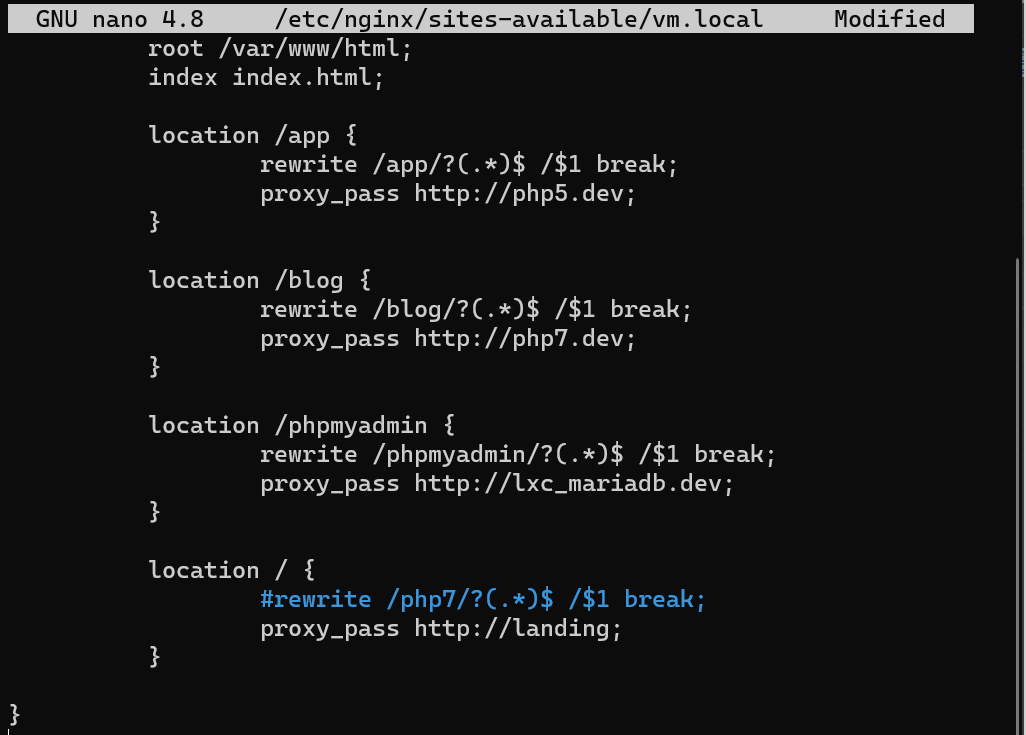 GNU nano 4.8 /etc/nginx/sites-available/vm.local Modified
root /var/www/html;
index index.html;
location /app {
rewrite /app/?(.*)$ /$1 break;
proxy_pass http://php5.dev;
}
location /blog {
rewrite /blog/?(.*)$ /$1 break;
proxy_pass http://php7.dev;
}
location /phpmyadmin {
rewrite /phpmyadmin/?(.*)$ /$1 break;
proxy_pass http://lxc_mariadb.dev;
}
location / {
#rewrite /php7/?(.*)$ /$1 break;
proxy_pass http://landing;
}
}